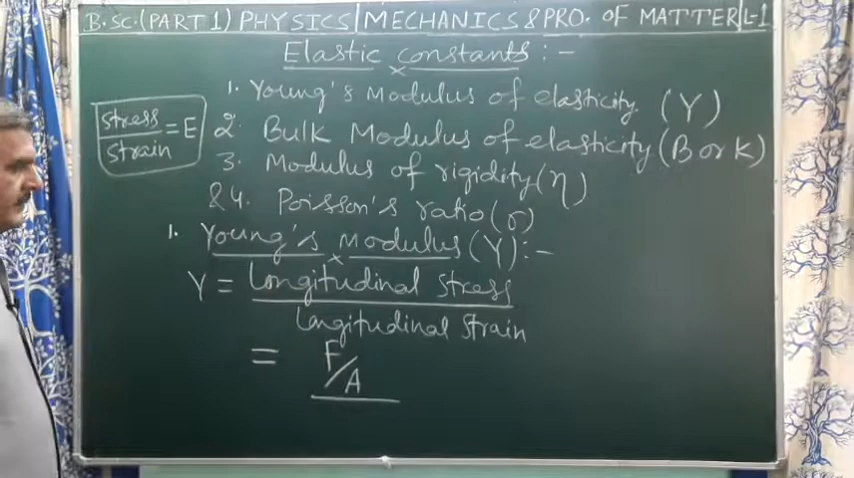 B.Sc.(PART 1) PHYSICS|MECHANICS & PRO. OF MATTER|L-1
Elastic constants :-
1. Young's Modulus of elasticity (Y)
stress/strain = E
2. Bulk Modulus of elasticity (B or K)
3. Modulus of rigidity (η)
& 4. Poisson's ratio (σ)
1. Young's Modulus (Y) :-
Y = Longitudinal Stress
Longitudinal Strain
= F/A